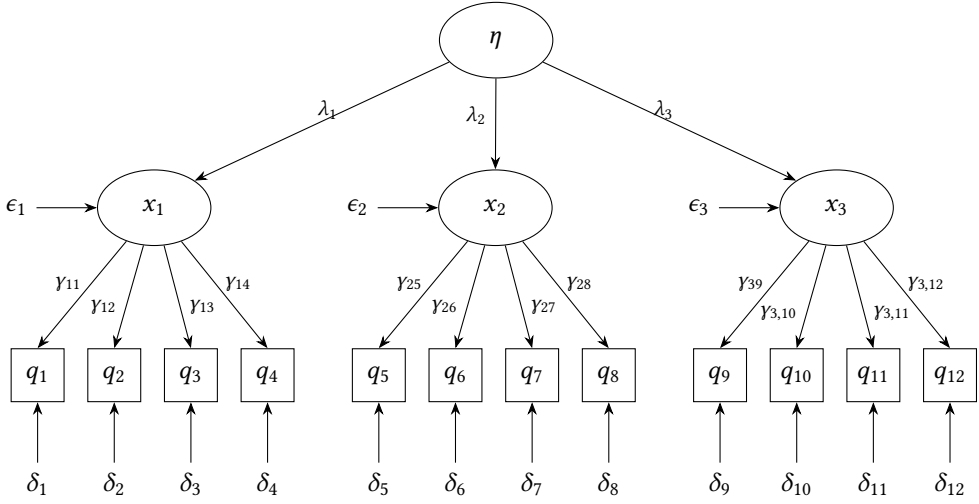 η
λ₁ λ₂ λ₃
ϵ₁ x₁ ϵ₂ x₂ ϵ₃ x₃
γ₁₁ γ₁₄ γ₂₅ γ₂₈ γ₃₉ γ₃,₁₂
γ₁₂ γ₁₃ γ₂₆ γ₂₇ γ₃,₁₀ γ₃,₁₁
q₁ q₂ q₃ q₄ q₅ q₆ q₇ q₈ q₉ q₁₀ q₁₁ q₁₂
δ₁ δ₂ δ₃ δ₄ δ₅ δ₆ δ₇ δ₈ δ₉ δ₁₀ δ₁₁ δ₁₂